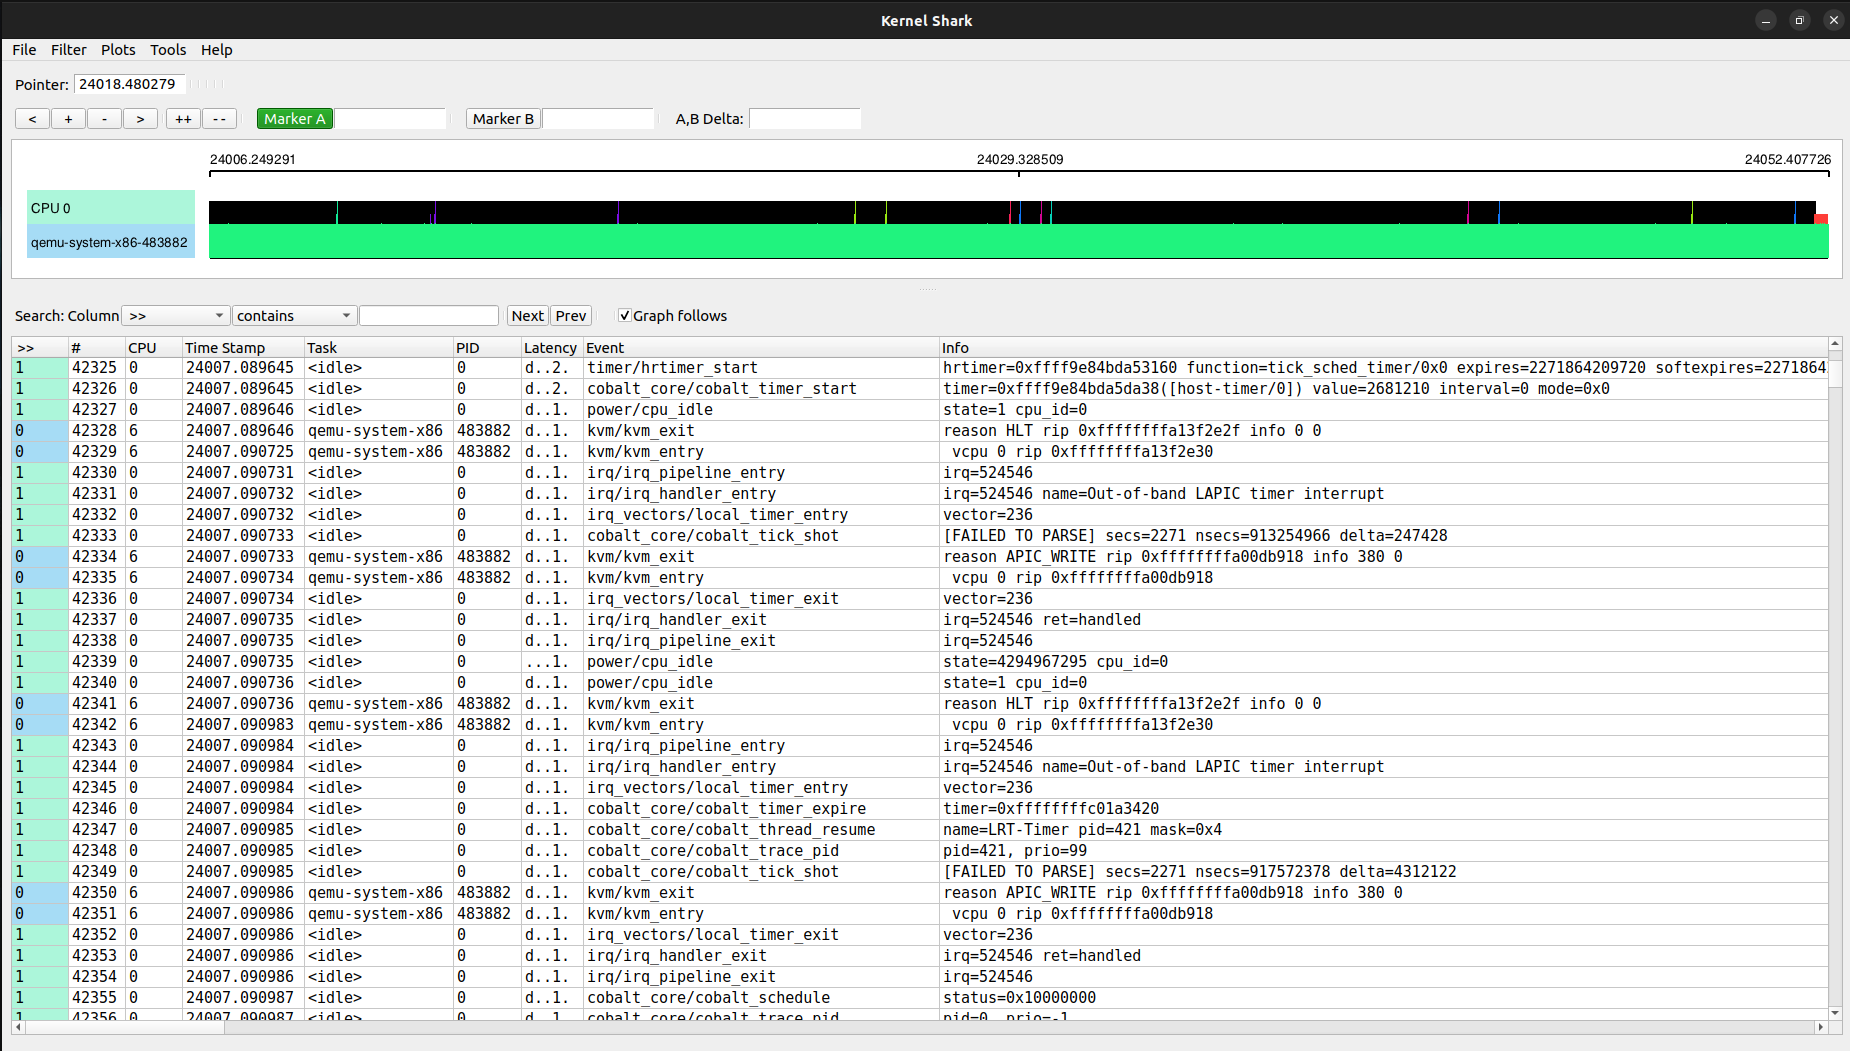 Kernel Shark
File Filter Plots Tools Help
Pointer: 24018.480279
< + - > ++ -- Marker A Marker B A,B Delta:
24006.249291 24029.328509 24052.407726
CPU 0
qemu-system-x86-483882
Search: Column >> contains Next Prev Graph follows
>> # CPU Time Stamp Task PID Latency Event Info
1 42325 0 24007.089645 <idle> 0 d..2. timer/hrtimer_start hrtimer=0xffff9e84bda53160 function=tick_sched_timer/0x0 expires=2271864209720 softexpires=2271864.
1 42326 0 24007.089645 <idle> 0 d..2. cobalt_core/cobalt_timer_start timer=0xffff9e84bda5da38([host-timer/0]) value=2681210 interval=0 mode=0x0
1 42327 0 24007.089646 <idle> 0 d..1. power/cpu_idle state=1 cpu_id=0
0 42328 6 24007.089646 qemu-system-x86 483882 d..1. kvm/kvm_exit reason HLT rip 0xffffffffa13f2e2f info 0 0
0 42329 6 24007.090725 qemu-system-x86 483882 d..1. kvm/kvm_entry vcpu 0 rip 0xffffffffa13f2e30
1 42330 0 24007.090731 <idle> 0 d..1. irq/irq_pipeline_entry irq=524546
1 42331 0 24007.090732 <idle> 0 d..1. irq/irq_handler_entry irq=524546 name=Out-of-band LAPIC timer interrupt
1 42332 0 24007.090732 <idle> 0 d..1. irq_vectors/local_timer_entry vector=236
1 42333 0 24007.090733 <idle> 0 d..1. cobalt_core/cobalt_tick_shot [FAILED TO PARSE] secs=2271 nsecs=913254966 delta=247428
0 42334 6 24007.090733 qemu-system-x86 483882 d..1. kvm/kvm_exit reason APIC_WRITE rip 0xffffffffa00db918 info 380 0
0 42335 6 24007.090734 qemu-system-x86 483882 d..1. kvm/kvm_entry vcpu 0 rip 0xffffffffa00db918
1 42336 0 24007.090734 <idle> 0 d..1. irq_vectors/local_timer_exit vector=236
1 42337 0 24007.090735 <idle> 0 d..1. irq/irq_handler_exit irq=524546 ret=handled
1 42338 0 24007.090735 <idle> 0 d..1. irq/irq_pipeline_exit irq=524546
1 42339 0 24007.090735 <idle> 0 ...1. power/cpu_idle state=4294967295 cpu_id=0
1 42340 0 24007.090736 <idle> 0 d..1. power/cpu_idle state=1 cpu_id=0
0 42341 6 24007.090736 qemu-system-x86 483882 d..1. kvm/kvm_exit reason HLT rip 0xffffffffa13f2e2f info 0 0
0 42342 6 24007.090983 qemu-system-x86 483882 d..1. kvm/kvm_entry vcpu 0 rip 0xffffffffa13f2e30
1 42343 0 24007.090984 <idle> 0 d..1. irq/irq_pipeline_entry irq=524546
1 42344 0 24007.090984 <idle> 0 d..1. irq/irq_handler_entry irq=524546 name=Out-of-band LAPIC timer interrupt
1 42345 0 24007.090984 <idle> 0 d..1. irq_vectors/local_timer_entry vector=236
1 42346 0 24007.090984 <idle> 0 d..1. cobalt_core/cobalt_timer_expire timer=0xffffffffc01a3420
1 42347 0 24007.090985 <idle> 0 d..1. cobalt_core/cobalt_thread_resume name=LRT-Timer pid=421 mask=0x4
1 42348 0 24007.090985 <idle> 0 d..1. cobalt_core/cobalt_trace_pid pid=421, prio=99
1 42349 0 24007.090985 <idle> 0 d..1. cobalt_core/cobalt_tick_shot [FAILED TO PARSE] secs=2271 nsecs=917572378 delta=4312122
0 42350 6 24007.090986 qemu-system-x86 483882 d..1. kvm/kvm_exit reason APIC_WRITE rip 0xffffffffa00db918 info 380 0
0 42351 6 24007.090986 qemu-system-x86 483882 d..1. kvm/kvm_entry vcpu 0 rip 0xffffffffa00db918
1 42352 0 24007.090986 <idle> 0 d..1. irq_vectors/local_timer_exit vector=236
1 42353 0 24007.090986 <idle> 0 d..1. irq/irq_handler_exit irq=524546 ret=handled
1 42354 0 24007.090986 <idle> 0 d..1. irq/irq_pipeline_exit irq=524546
1 42355 0 24007.090987 <idle> 0 d..1. cobalt_core/cobalt_schedule status=0x10000000
1 42356 0 24007.090987 <idle> 0 d..1. cobalt_core/cobalt_trace_pid pid=0, prio=-1